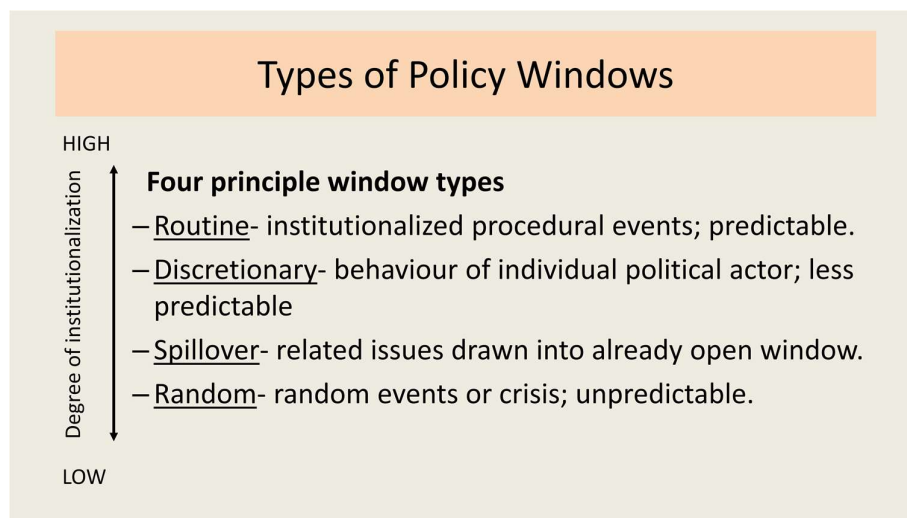 Types of Policy Windows
HIGH
Degree of institutionalization
Four principle window types
– Routine- institutionalized procedural events; predictable.
– Discretionary- behaviour of individual political actor; less
predictable
– Spillover- related issues drawn into already open window.
– Random- random events or crisis; unpredictable.
LOW